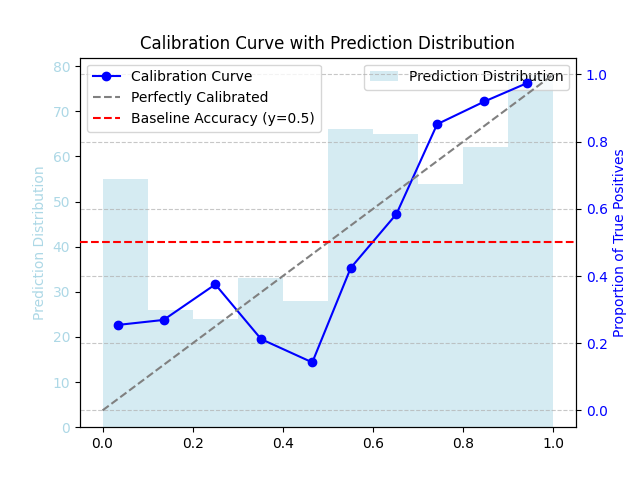 Calibration Curve with Prediction Distribution
Calibration Curve
Perfectly Calibrated
Baseline Accuracy (y=0.5)
Prediction Distribution
80
70
60
50
40
30
20
10
0
Prediction Distribution
1.0
0.8
0.6
0.4
0.2
0.0
Proportion of True Positives
0.0 0.2 0.4 0.6 0.8 1.0